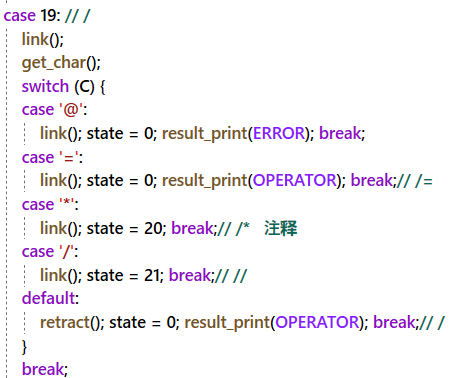 case 19: // /
link();
get_char();
switch (C) {
case '@':
link(); state = 0; result_print(ERROR); break;
case '=':
link(); state = 0; result_print(OPERATOR); break;// /=
case '*':
link(); state = 20; break;// /*   注释
case '/':
link(); state = 21; break;// //
default:
retract(); state = 0; result_print(OPERATOR); break;// /
}
break;